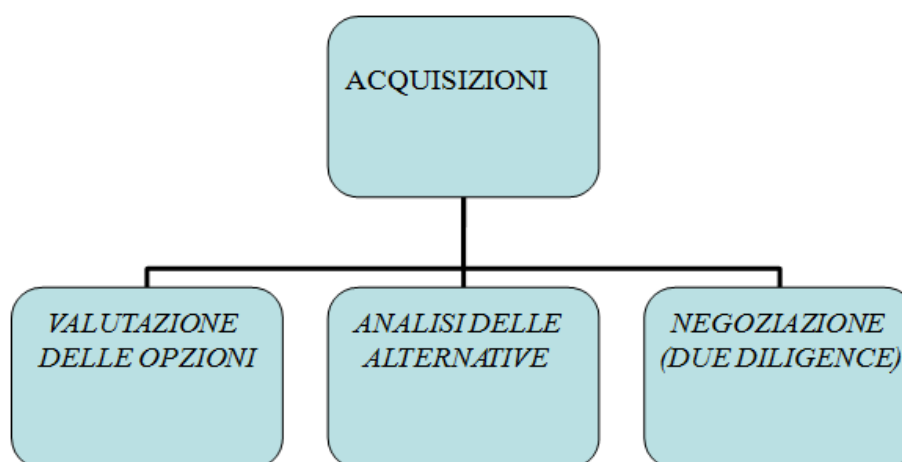 ACQUISIZIONI
VALUTAZIONE
DELLE OPZIONI
ANALISI DELLE
ALTERNATIVE
NEGOZIAZIONE
(DUE DILIGENCE)